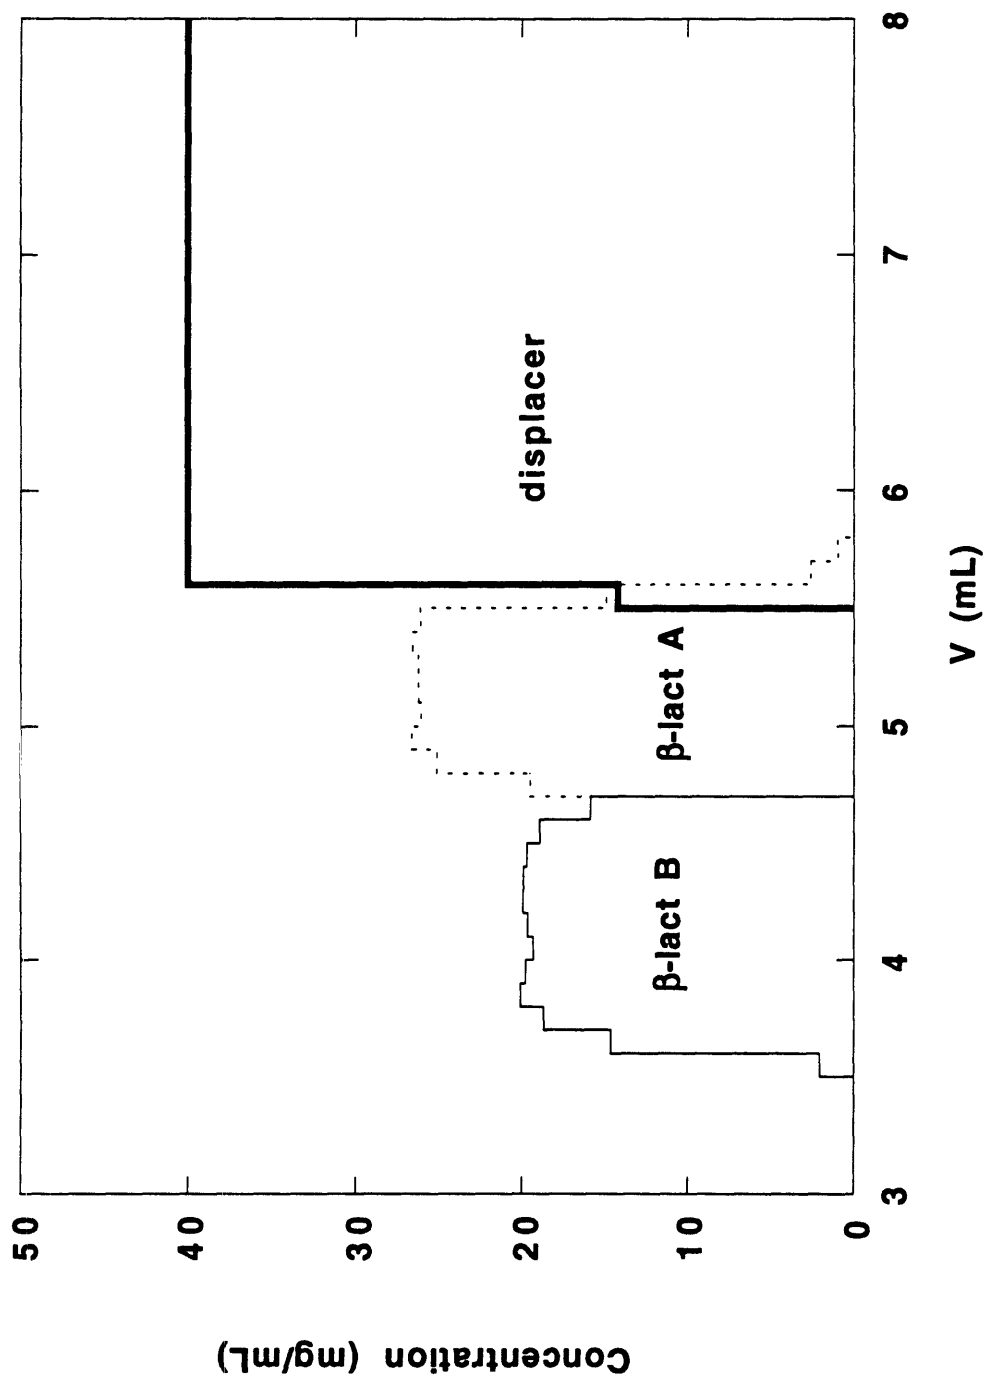 50
40
30
20
10
0
Concentration (mg/mL)
β-lact B
β-lact A
displacer
3
4
5
6
7
8
V (mL)